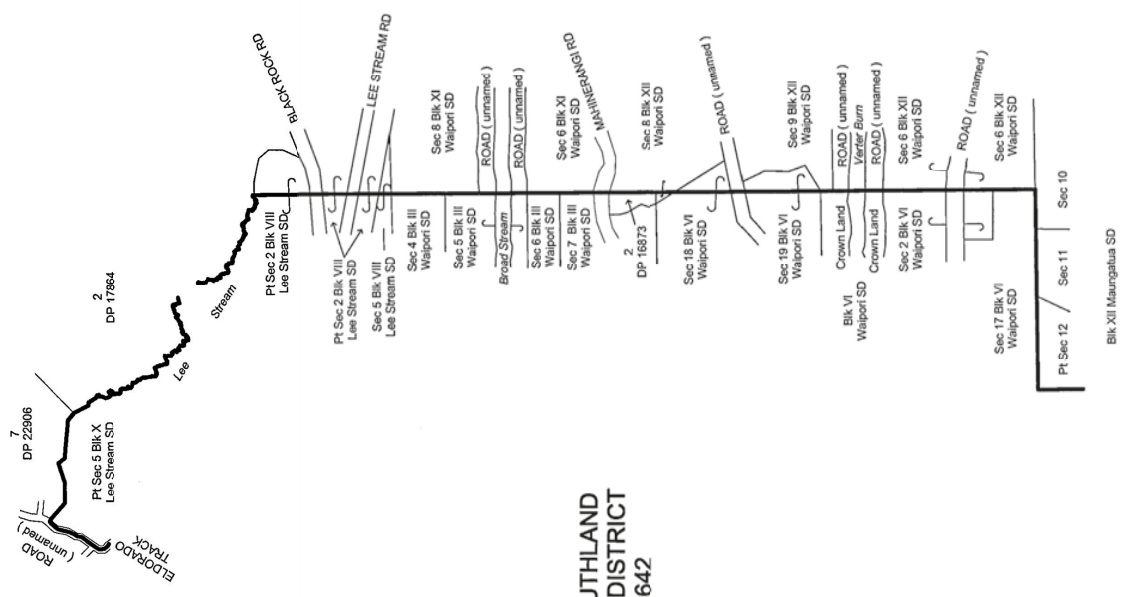 7
DP 22906
Pt Sec 5 Blk X
Lee Stream SD
ROAD
( unnamed )
ELDORADO
TRACK
2
DP 17864
Lee
Stream
BLACK ROCK RD
Pt Sec 2 Blk VIII
Lee Stream SD
LEE STREAM RD
Pt Sec 2 Blk VIII
Lee Stream SD
Sec 5 Blk VIII
Lee Stream SD
Sec 8 Blk XI
Waipori SD
Sec 4 Blk III
Waipori SD
Sec 5 Blk III
Waipori SD
ROAD ( unnamed )
Broad Stream
ROAD ( unnamed )
Sec 6 Blk III
Waipori SD
Sec 6 Blk XI
Waipori SD
Sec 7 Blk III
Waipori SD
MAHINERANGI RD
2
DP 16873
Sec 8 Blk XII
Waipori SD
Sec 18 Blk VI
Waipori SD
ROAD ( unnamed )
Sec 9 Blk XII
Waipori SD
Sec 19 Blk VI
Waipori SD
ROAD ( unnamed )
Crown Land
Verter Burn
Blk VI
Waipori SD
ROAD ( unnamed )
Crown Land
Sec 6 Blk XII
Waipori SD
Sec 2 Blk VI
Waipori SD
ROAD ( unnamed )
Sec 6 Blk XII
Waipori SD
Sec 17 Blk VI
Waipori SD
Sec 10
Sec 11
Pt Sec 12
Blk XII Maungatua SD
UTHLAND
DISTRICT
642